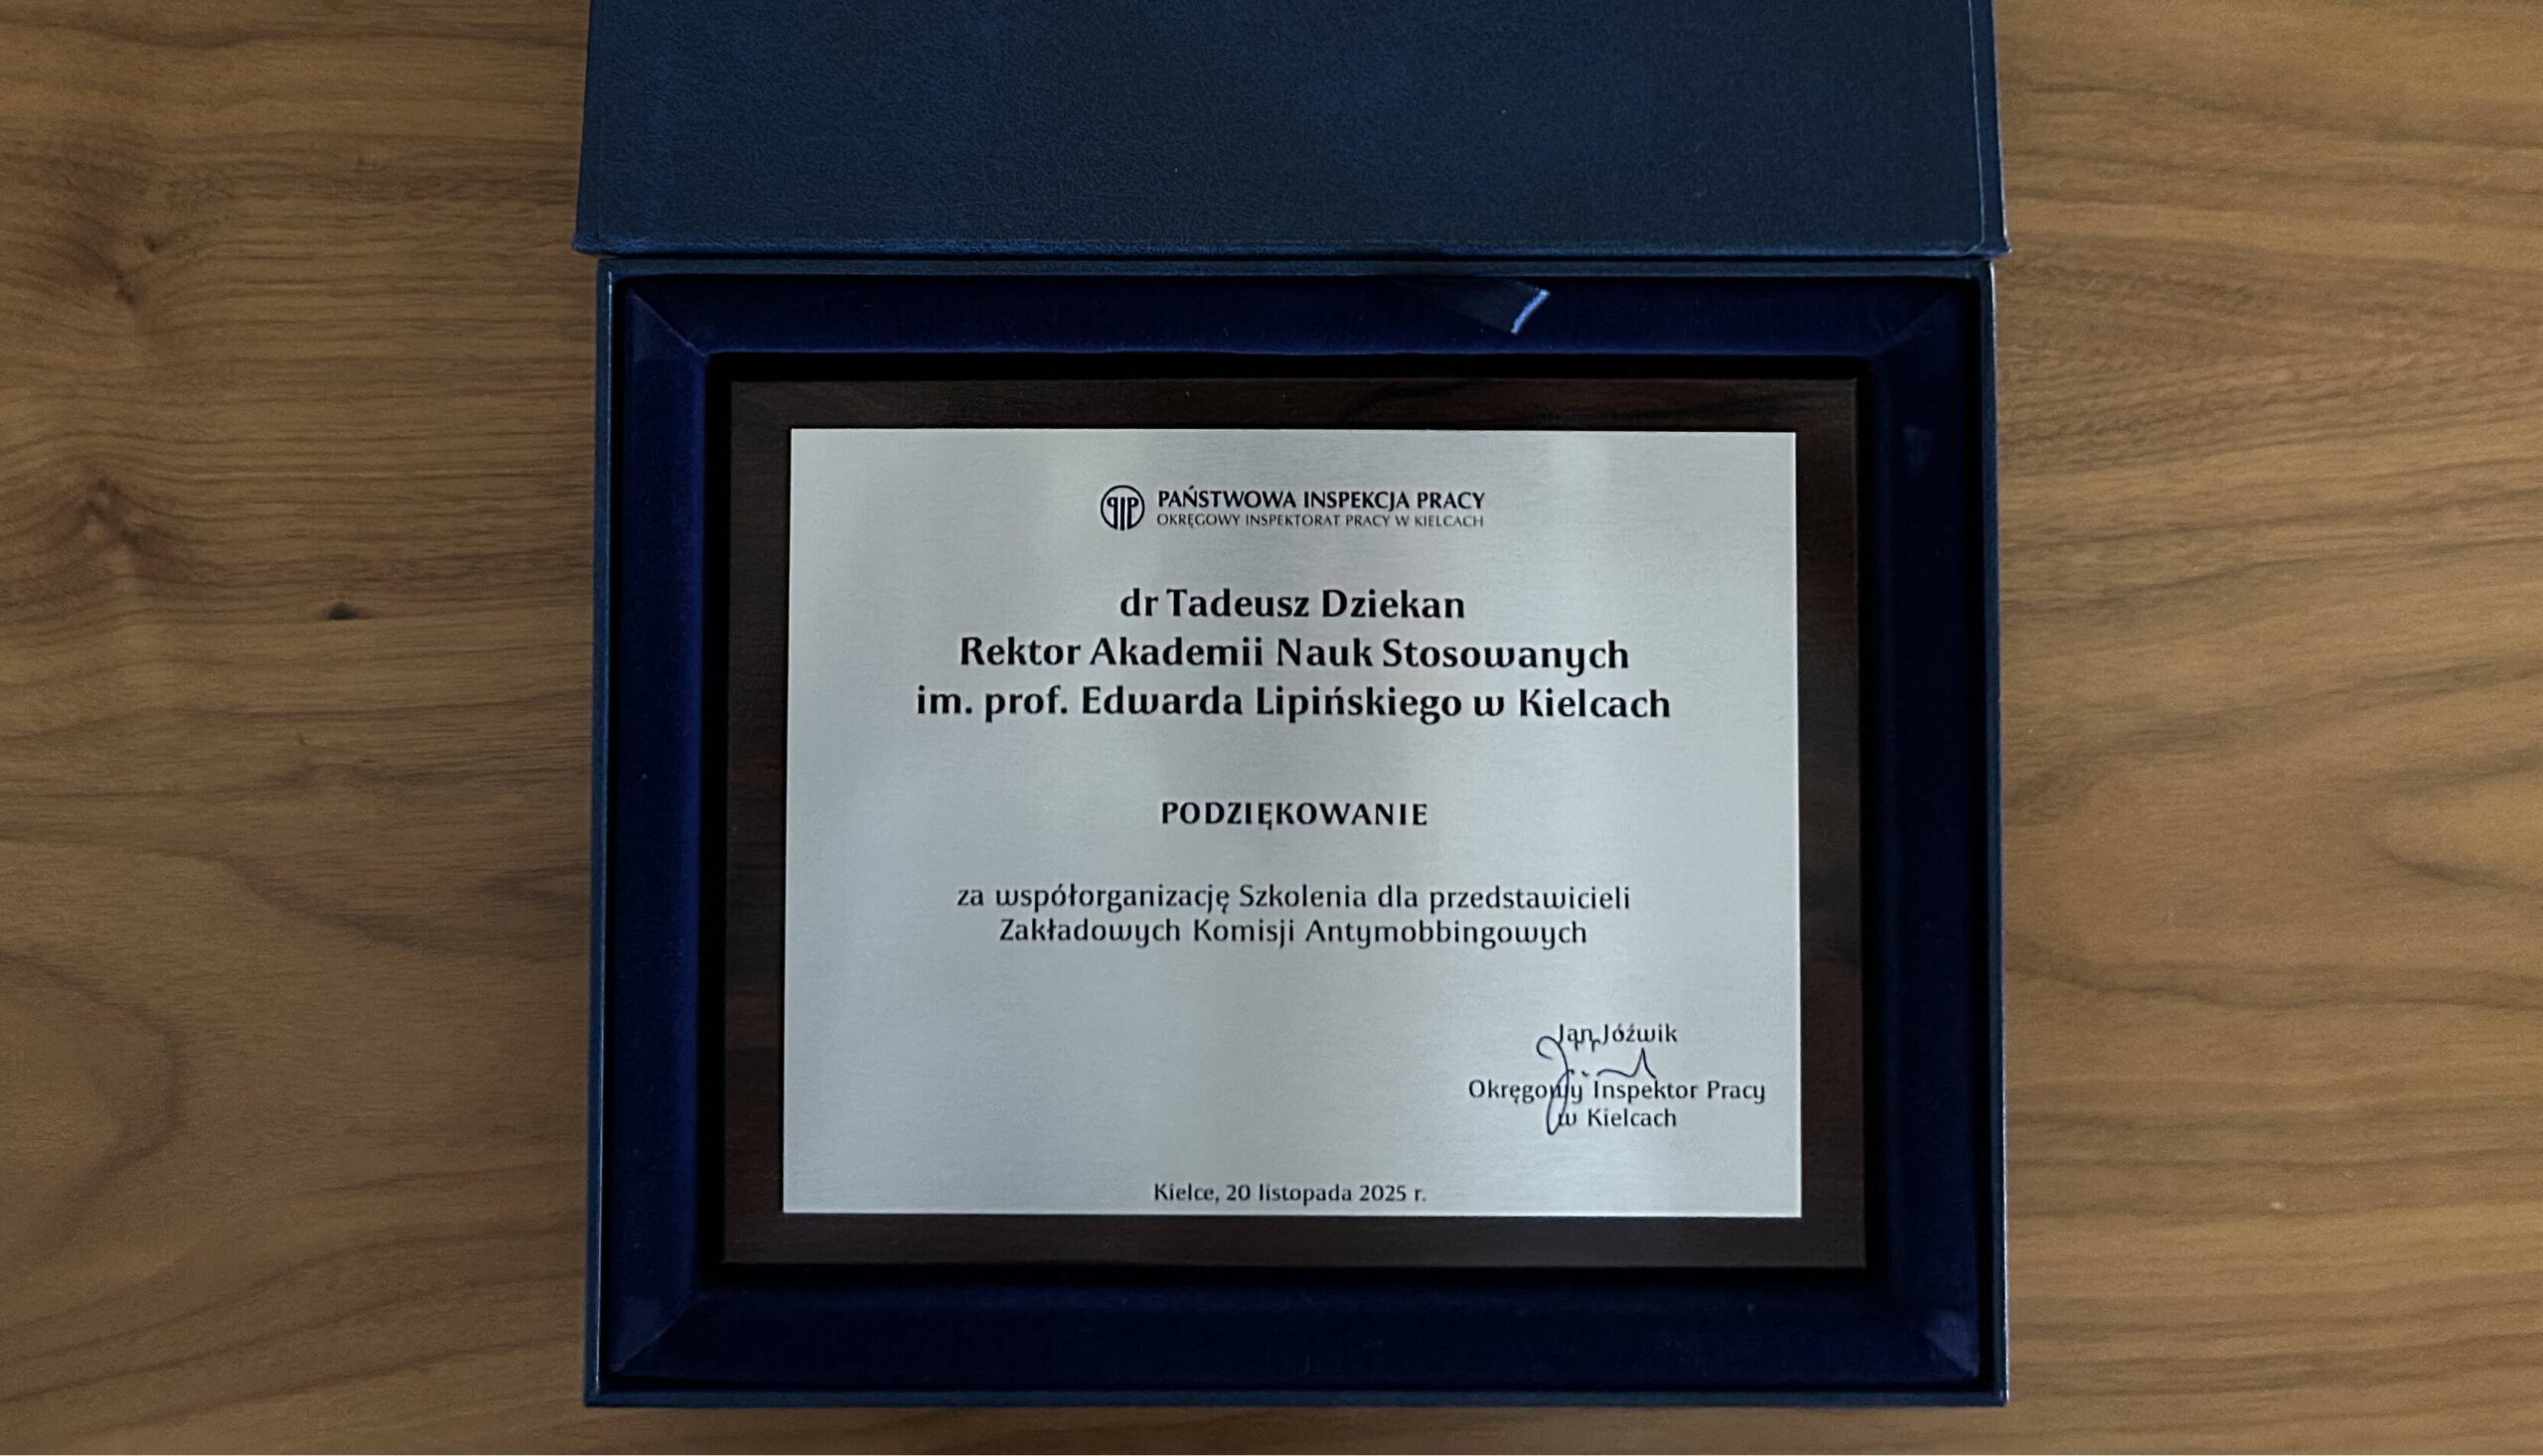 PIP
PAŃSTWOWA INSPEKCJA PRACY
OKRĘGOWY INSPEKTORAT PRACY W KIELCACH
dr Tadeusz Dziekan
Rektor Akademii Nauk Stosowanych
im. prof. Edwarda Lipińskiego w Kielcach
PODZIĘKOWANIE
za współorganizację Szkolenia dla przedstawicieli
Zakładowych Komisji Antymobbingowych
Jan Jóźwik
Okręgowy Inspektor Pracy
w Kielcach
Kielce, 20 listopada 2025 r.